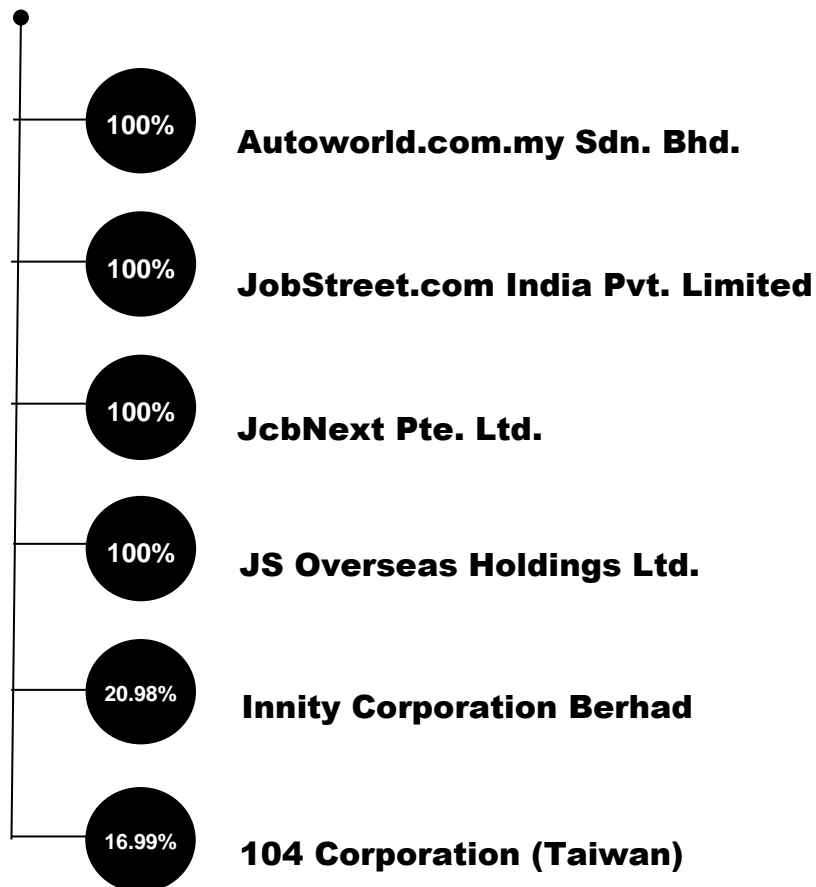 100%
Autoworld.com.my Sdn. Bhd.
100%
JobStreet.com India Pvt. Limited
100%
JcbNext Pte. Ltd.
100%
JS Overseas Holdings Ltd.
20.98%
Innity Corporation Berhad
16.99%
104 Corporation (Taiwan)